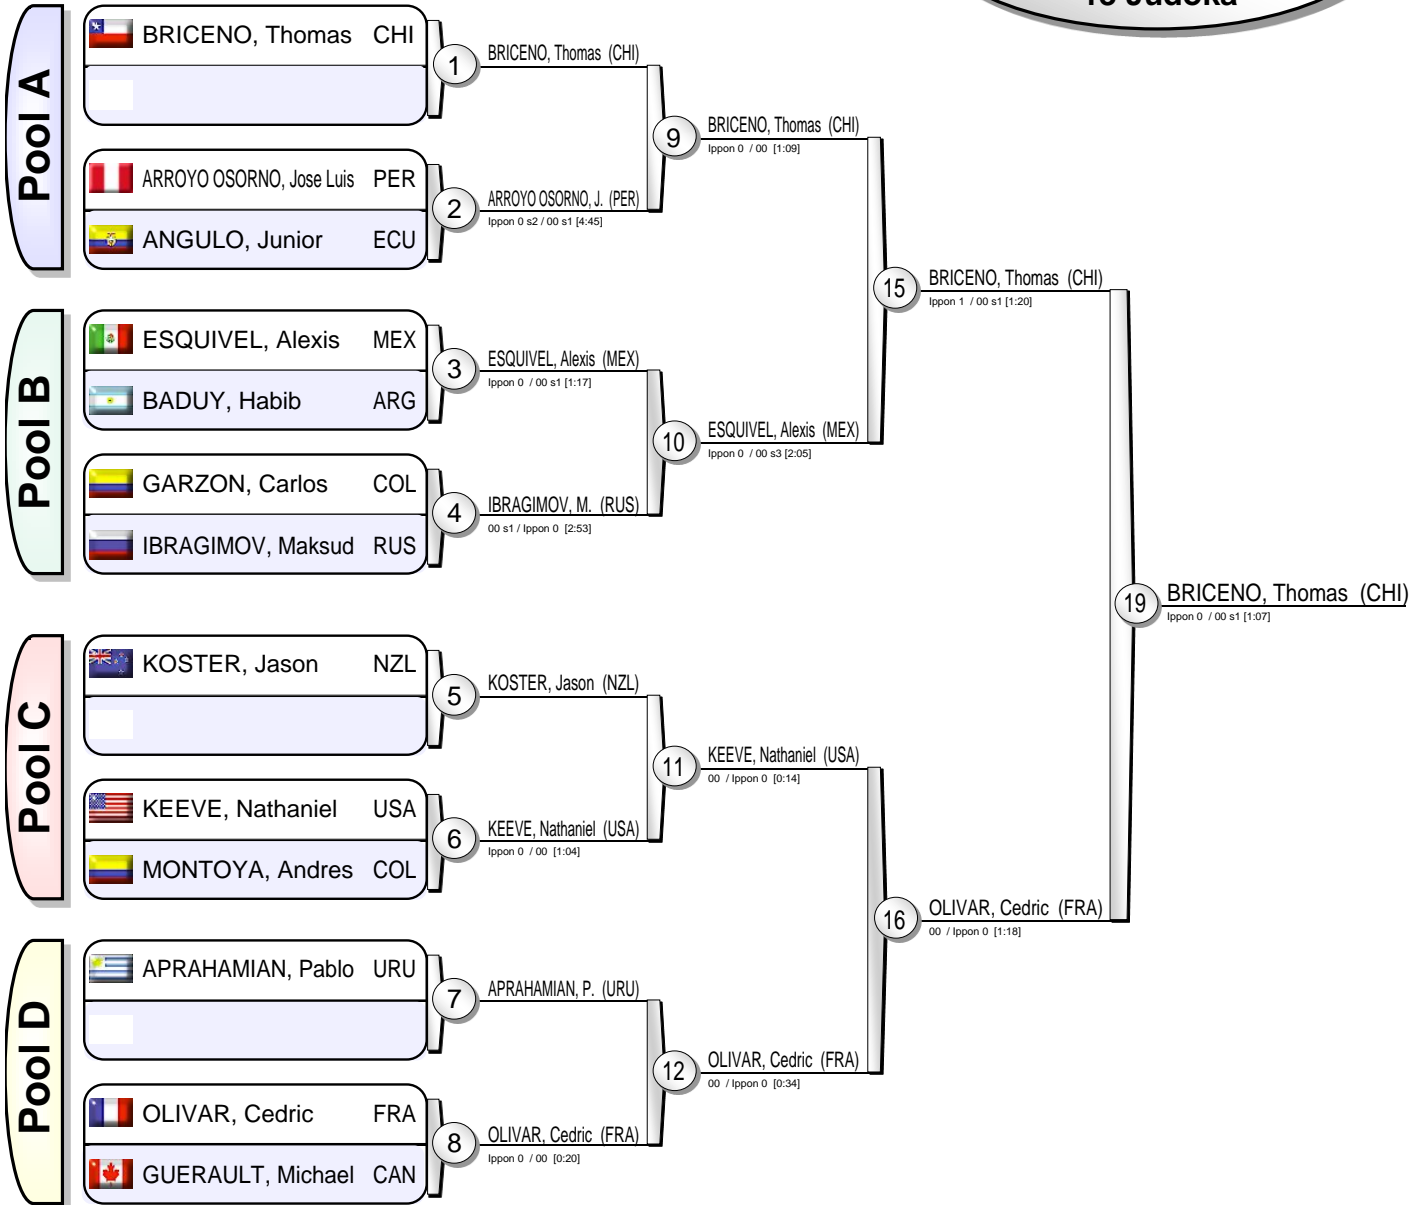 13 Judoka
Pool A
BRICENO, Thomas CHI
ARROYO OSORNO, Jose Luis PER
ANGULO, Junior ECU
Pool B
ESQUIVEL, Alexis MEX
BADUY, Habib ARG
GARZON, Carlos COL
IBRAGIMOV, Maksud RUS
Pool C
KOSTER, Jason NZL
KEEVE, Nathaniel USA
MONTOYA, Andres COL
Pool D
APRAHAMIAN, Pablo URU
OLIVAR, Cedric FRA
GUERAULT, Michael CAN
1
BRICENO, Thomas (CHI)
2
ARROYO OSORNO, J. (PER)
Ippon 0 s2 / 00 s1 [4:45]
3
ESQUIVEL, Alexis (MEX)
Ippon 0 / 00 s1 [1:17]
4
IBRAGIMOV, M. (RUS)
00 s1 / Ippon 0 [2:53]
5
KOSTER, Jason (NZL)
6
KEEVE, Nathaniel (USA)
Ippon 0 / 00 [1:04]
7
APRAHAMIAN, P. (URU)
8
OLIVAR, Cedric (FRA)
Ippon 0 / 00 [0:20]
9
BRICENO, Thomas (CHI)
Ippon 0 / 00 [1:09]
10
ESQUIVEL, Alexis (MEX)
Ippon 0 / 00 s3 [2:05]
11
KEEVE, Nathaniel (USA)
00 / Ippon 0 [0:14]
12
OLIVAR, Cedric (FRA)
00 / Ippon 0 [0:34]
15
BRICENO, Thomas (CHI)
Ippon 1 / 00 s1 [1:20]
16
OLIVAR, Cedric (FRA)
00 / Ippon 0 [1:18]
19
BRICENO, Thomas (CHI)
Ippon 0 / 00 s1 [1:07]